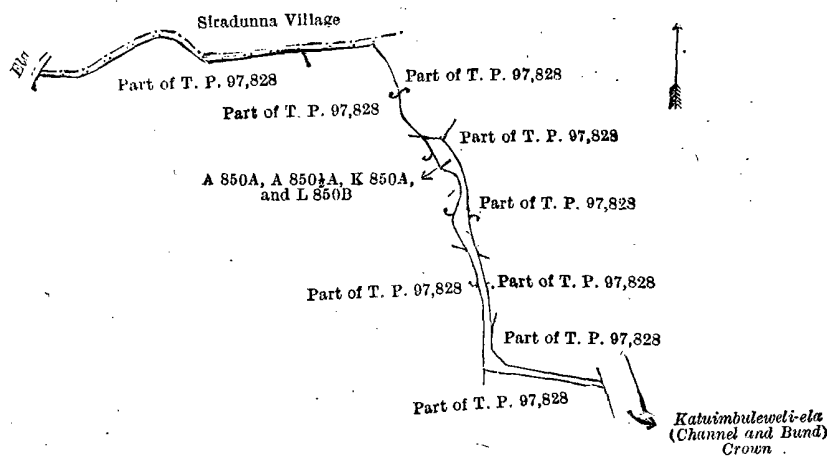 Siradunna Village
Ela
Part of T. P. 97,828
Part of T. P. 97,828
Part of T. P. 97,828
Part of T. P. 97,828
A 850A, A 850½A, K 850A,
and L 850B
Part of T. P. 97,828
Part of T. P. 97,828
Part of T. P. 97,828
Part of T. P. 97,828
Part of T. P. 97,828
Katuimbuleweli-ela
(Channel and Bund)
Crown